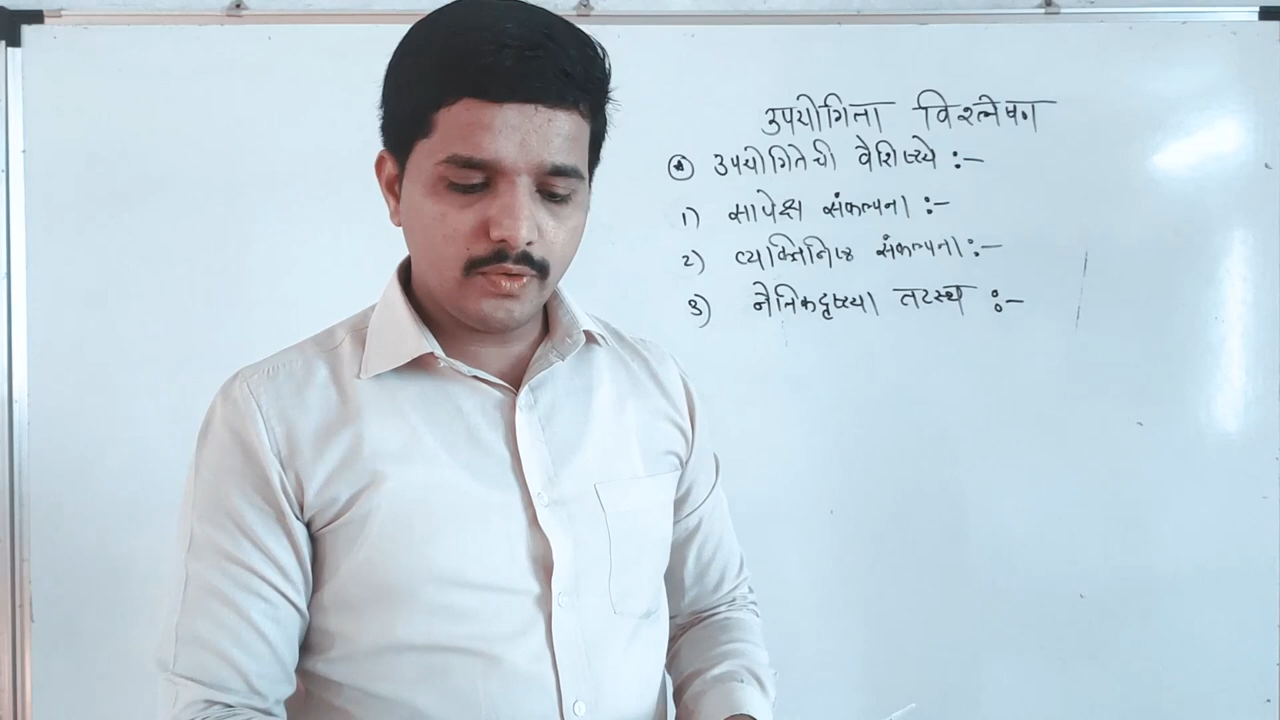 उपयोगिता विश्लेषण
उपयोगितेची वैशिष्ट्ये :-
1) सापेक्ष संकल्पना :-
2) व्यक्तिनिष्ठ संकल्पना :-
3) नैतिकदृष्ट्या तटस्थ :-